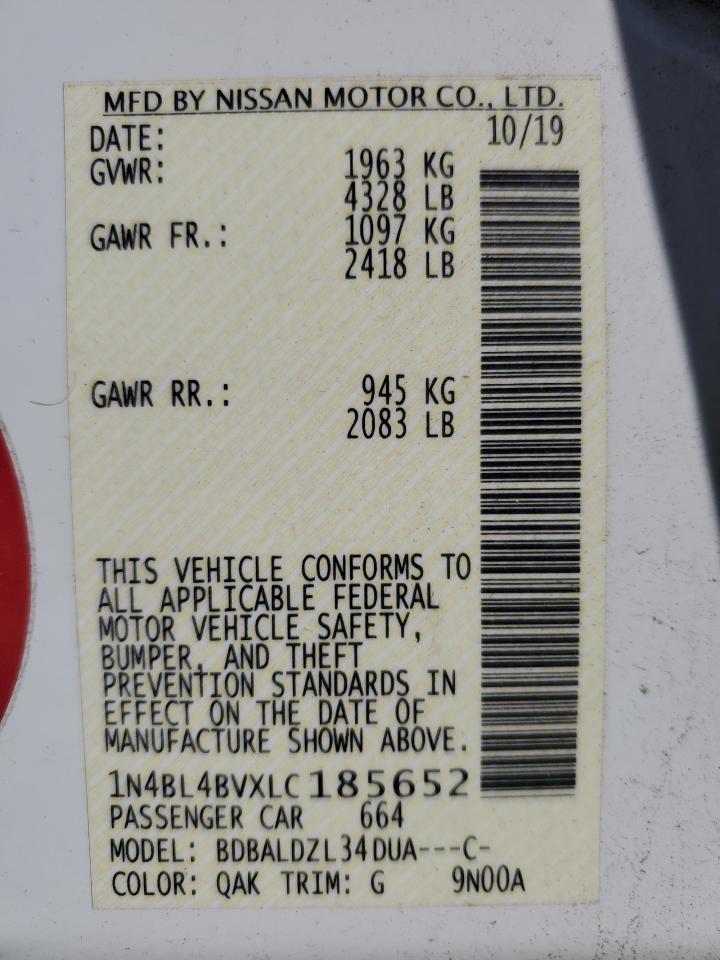 MFD BY NISSAN MOTOR CO., LTD.
DATE: 10/19
GVWR: 1963 KG
4328 LB
GAWR FR.: 1097 KG
2418 LB
GAWR RR.: 945 KG
2083 LB
THIS VEHICLE CONFORMS TO
ALL APPLICABLE FEDERAL
MOTOR VEHICLE SAFETY,
BUMPER, AND THEFT
PREVENTION STANDARDS IN
EFFECT ON THE DATE OF
MANUFACTURE SHOWN ABOVE.
1N4BL4BVXLC185652
PASSENGER CAR 664
MODEL: BDBALDZL34DUA---C-
COLOR: QAK TRIM: G 9N00A